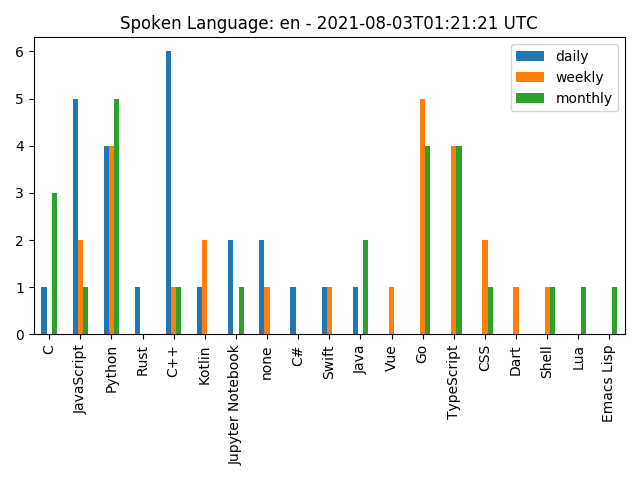 Spoken Language: en - 2021-08-03T01:21:21 UTC
daily
weekly
monthly
6
5
4
3
2
1
0
C
JavaScript
Python
Rust
C++
Kotlin
Jupyter Notebook
none
C#
Swift
Java
Vue
Go
TypeScript
CSS
Dart
Shell
Lua
Emacs Lisp